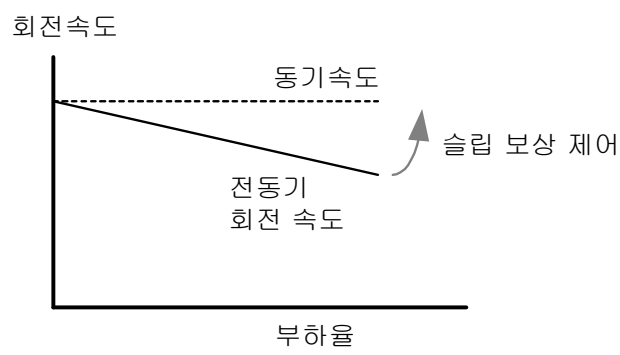 회전속도
동기속도
슬립 보상 제어
전동기
회전 속도
부하율